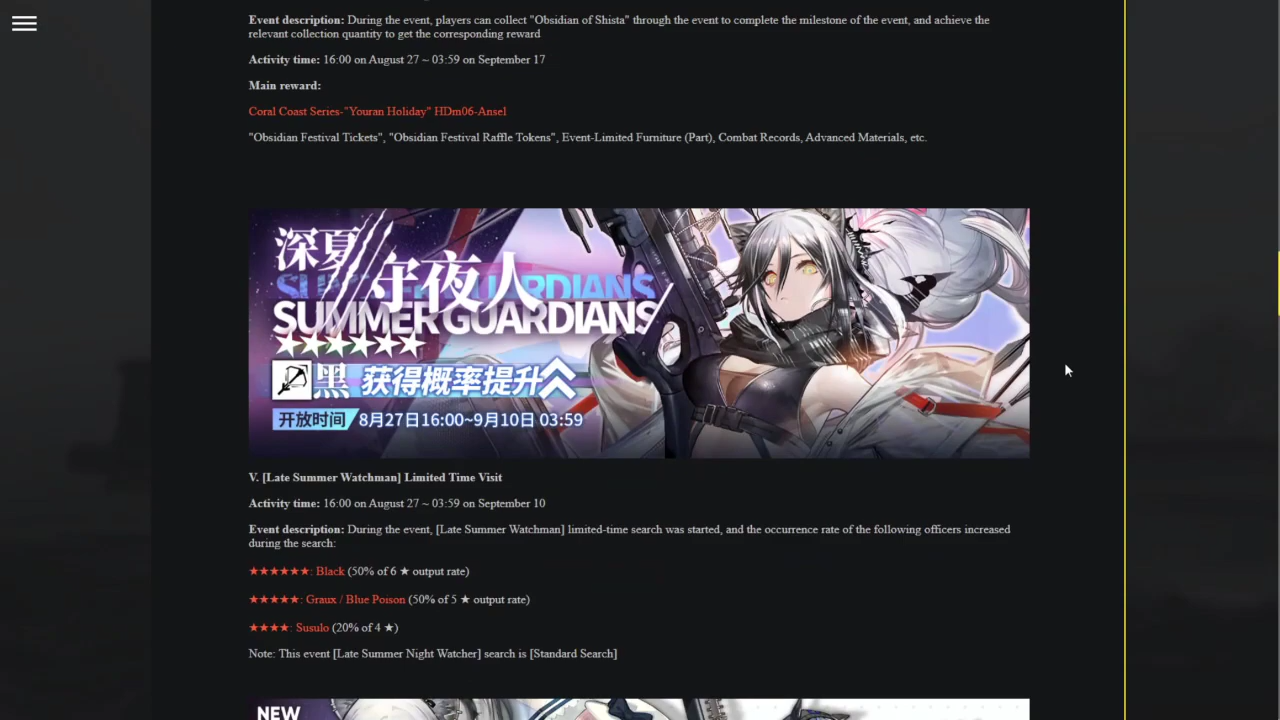 Event description: During the event, players can collect "Obsidian of Shista" through the event to complete the milestone of the event, and achieve the
relevant collection quantity to get the corresponding reward
Activity time: 16:00 on August 27 ~ 03:59 on September 17
Main reward:
Coral Coast Series-"Youran Holiday" HDm06-Ansel
"Obsidian Festival Tickets", "Obsidian Festival Raffle Tokens", Event-Limited Furniture (Part), Combat Records, Advanced Materials, etc.
深夏
守夜人
SUMMER GUARDIANS
SUMMER GUARDIANS
★★★★★★
黑 获得概率提升
开放时间 8月27日16:00~9月10日 03:59
V. [Late Summer Watchman] Limited Time Visit
Activity time: 16:00 on August 27 ~ 03:59 on September 10
Event description: During the event, [Late Summer Watchman] limited-time search was started, and the occurrence rate of the following officers increased
during the search:
★★★★★★: Black (50% of 6 ★ output rate)
★★★★★: Graux / Blue Poison (50% of 5 ★ output rate)
★★★★: Susulo (20% of 4 ★)
Note: This event [Late Summer Night Watcher] search is [Standard Search]
NEW